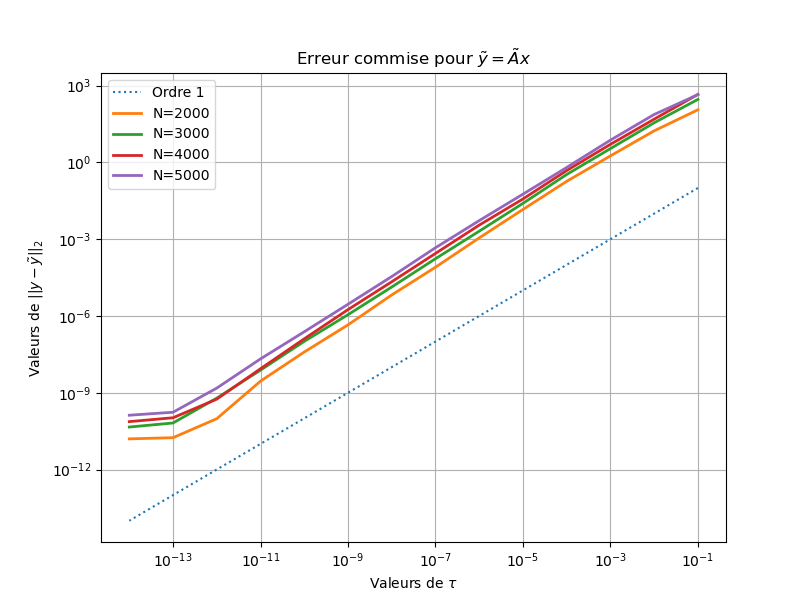 Erreur commise pour ỹ = Ãx
Ordre 1
N=2000
N=3000
N=4000
N=5000
Valeurs de ||y − ỹ||₂
10³
10⁰
10⁻³
10⁻⁶
10⁻⁹
10⁻¹²
10⁻¹³ 10⁻¹¹ 10⁻⁹ 10⁻⁷ 10⁻⁵ 10⁻³ 10⁻¹
Valeurs de τ